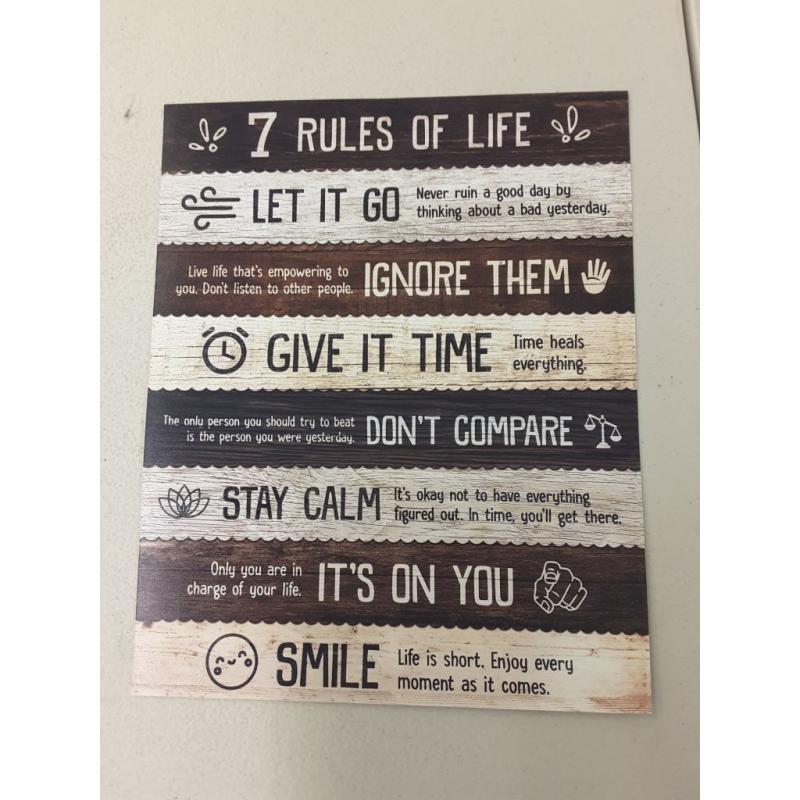 7 RULES OF LIFE
LET IT GO
Never ruin a good day by
thinking about a bad yesterday.
Live life that's empowering to
you. Don't listen to other people.
IGNORE THEM
GIVE IT TIME
Time heals
everything.
The only person you should try to beat
is the person you were yesterday.
DON'T COMPARE
STAY CALM
It's okay not to have everything
figured out. In time, you'll get there.
Only you are in
charge of your life.
IT'S ON YOU
SMILE
Life is short. Enjoy every
moment as it comes.